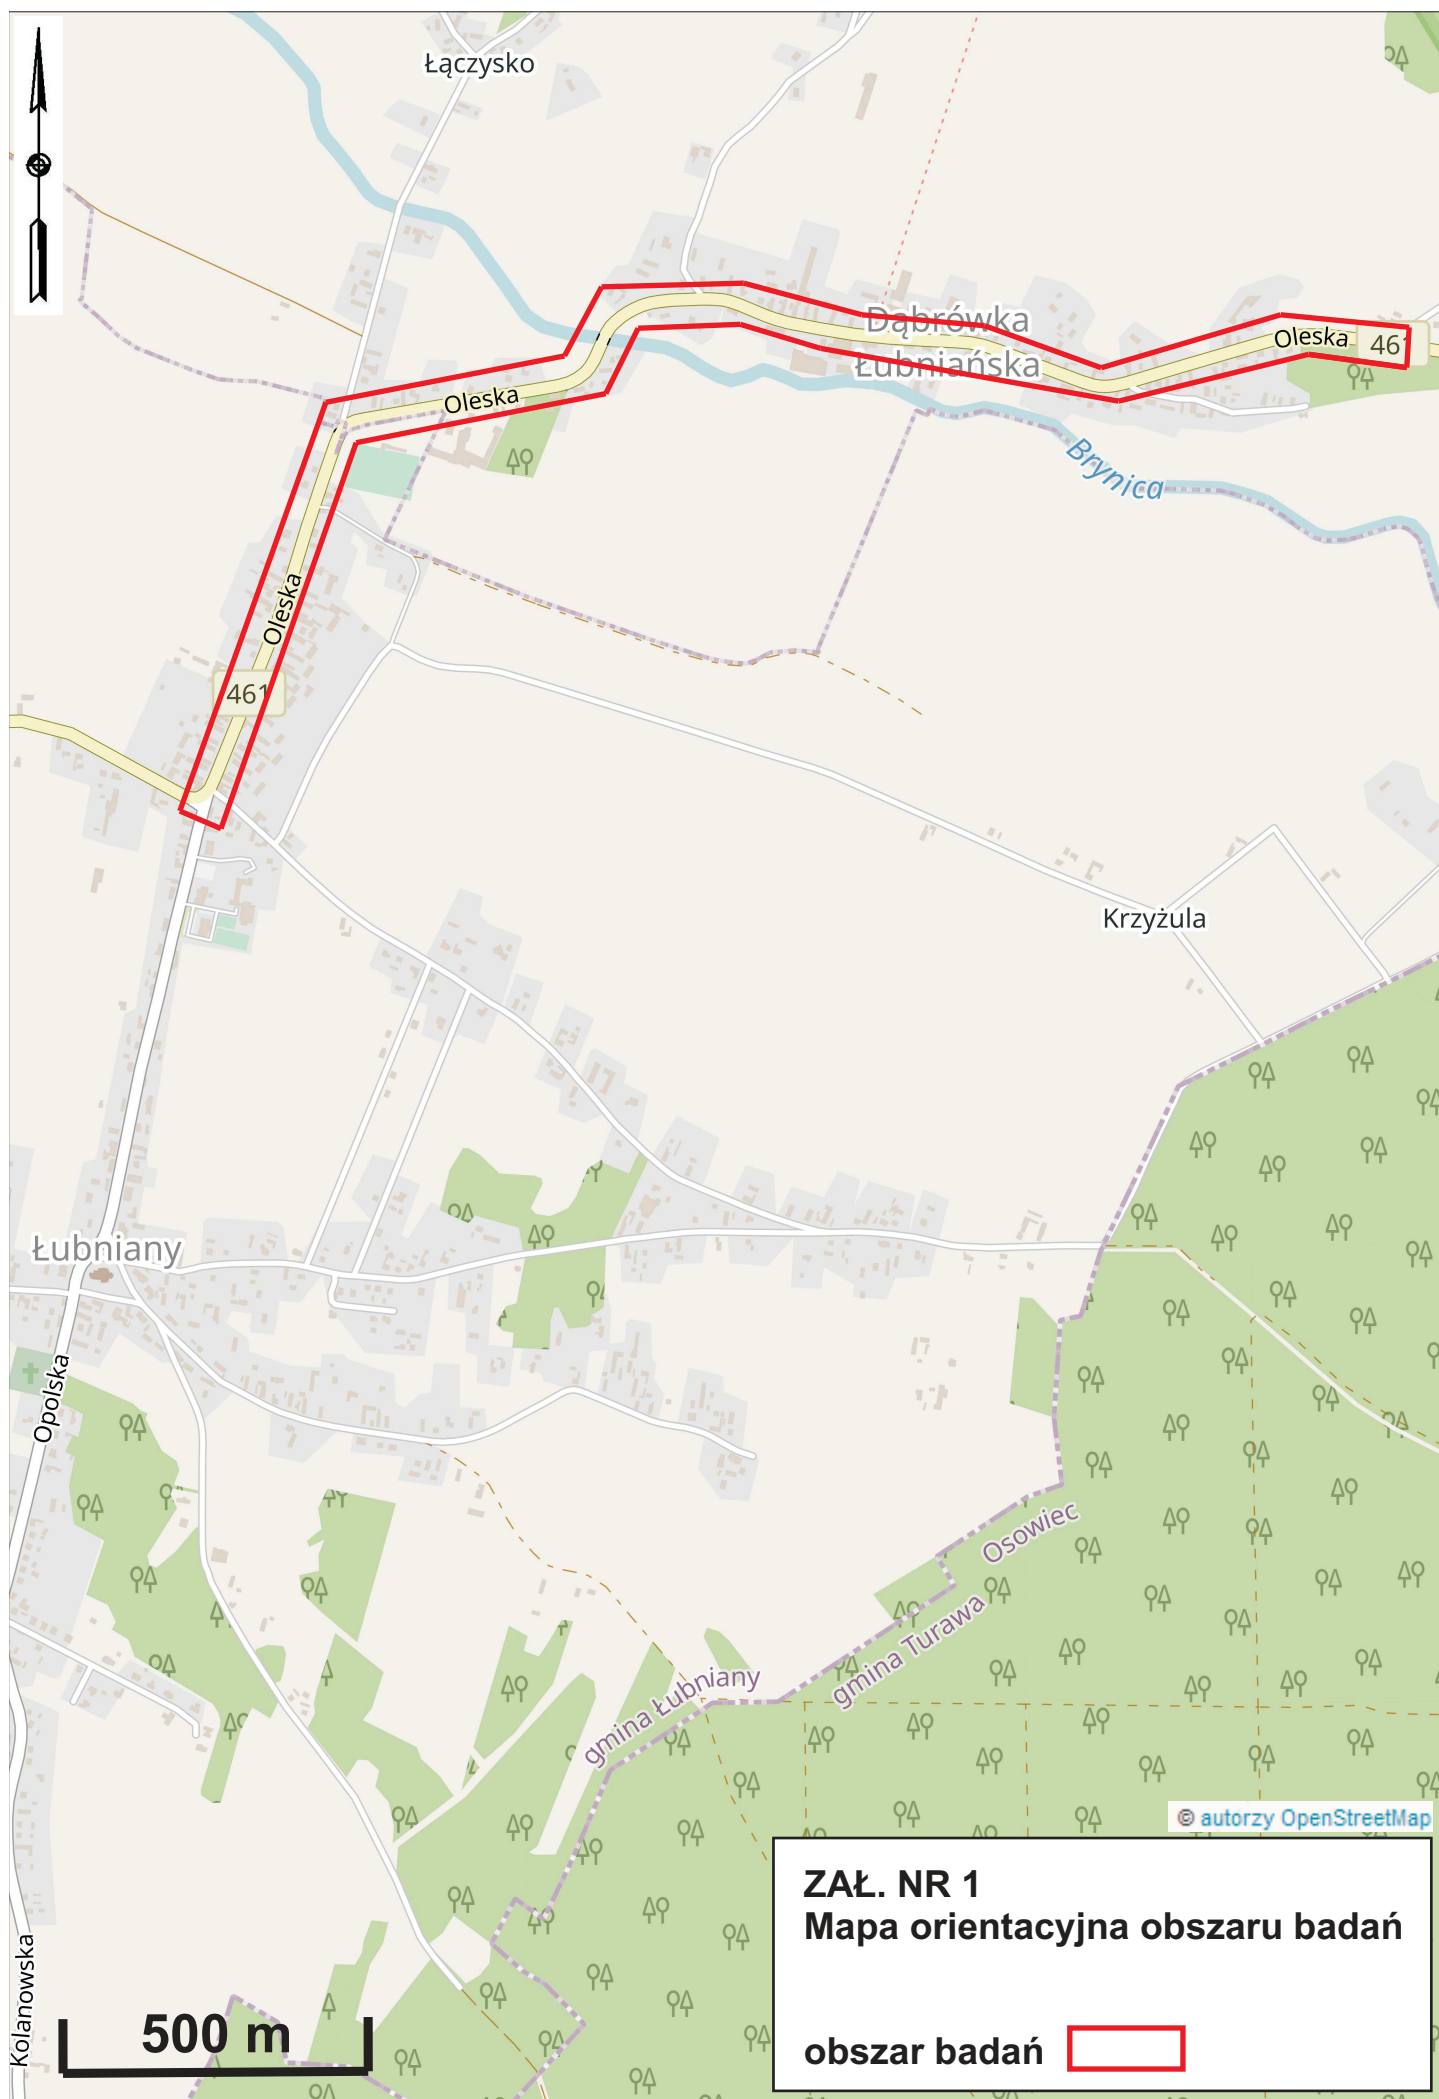 Łączysko
Dąbrówka
Łubniańska
Oleska
461
Oleska
Brynica
Oleska
461
Krzyżula
Łubniany
Opolska
Osowiec
gmina Turawa
gmina Łubniany
Kolanowska
© autorzy OpenStreetMap
ZAŁ. NR 1
Mapa orientacyjna obszaru badań
obszar badań
500 m